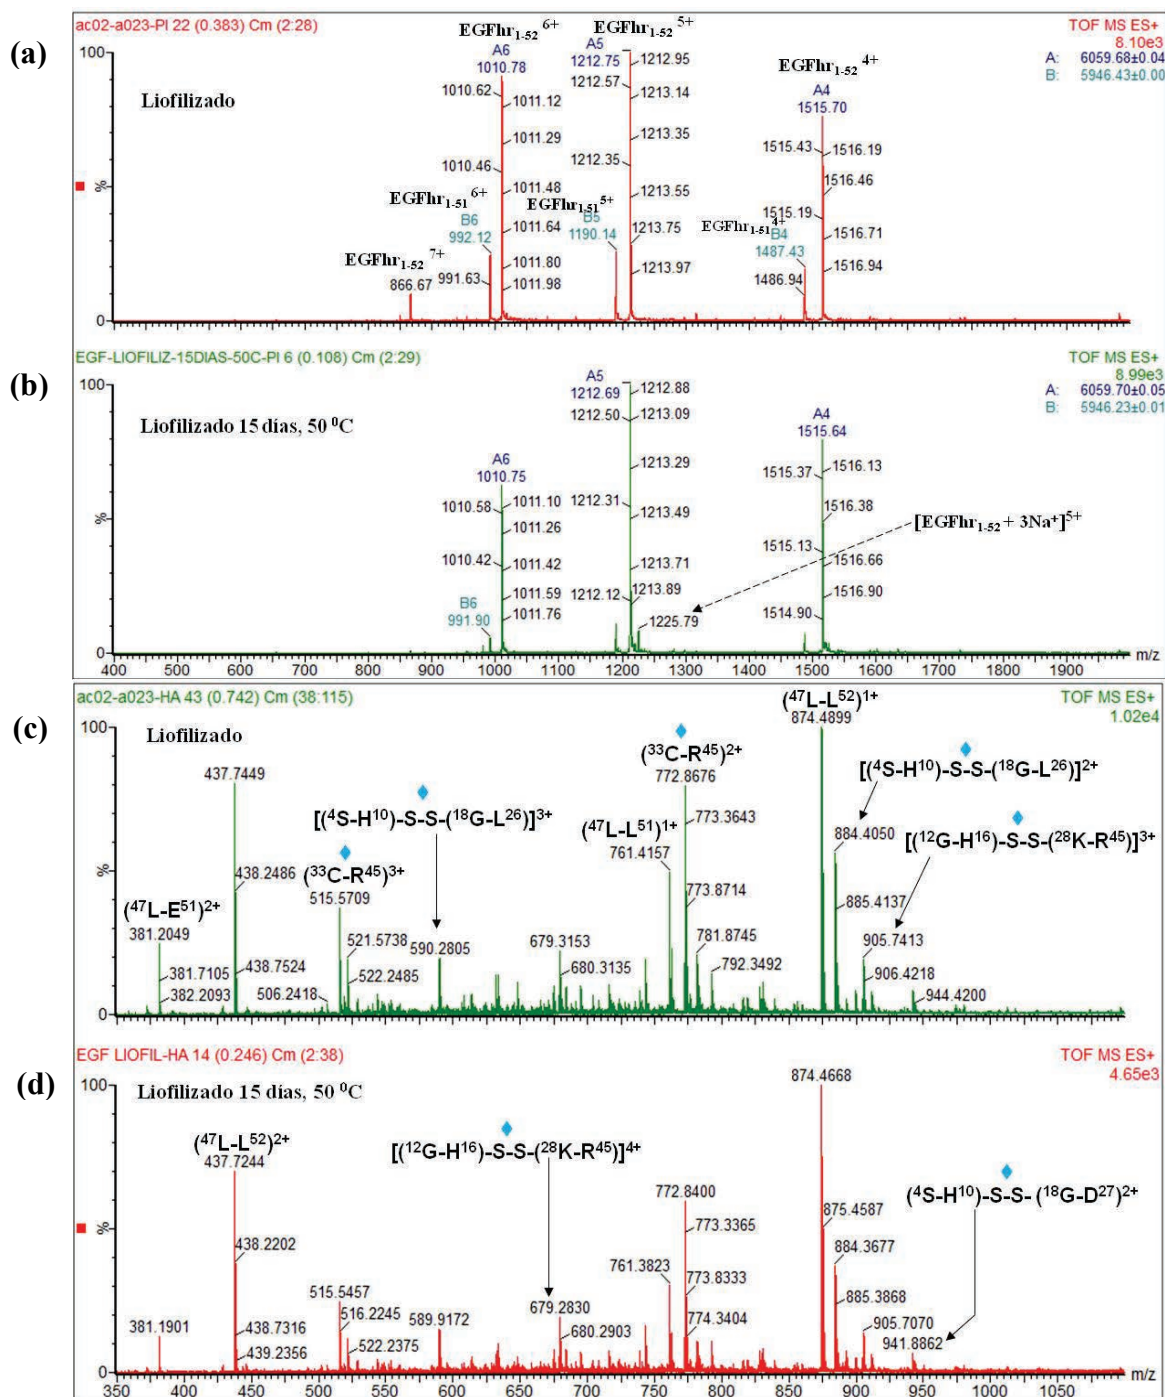 (a)
ac02-a023-PI 22 (0.383) Cm (2:28)
TOF MS ES+
8.10e3
A: 6059.68±0.04
B: 5946.43±0.00
Liofilizado
EGFhr1-52 6+
EGFhr1-52 5+
EGFhr1-52 4+
A6
1010.78
1010.62
1011.12
1011.29
1010.46
1011.48
1011.64
1011.80
1011.98
A5
1212.75
1212.95
1212.57
1213.14
1213.35
1212.35
1213.55
1213.75
1213.97
A4
1515.70
1515.43
1516.19
1516.46
1515.19
1516.71
1516.94
EGFhr1-51 6+
B6
992.12
991.63
EGFhr1-51 5+
B5
1190.14
EGFhr1-51 4+
B4
1487.43
1486.94
EGFhr1-52 7+
866.67
100
%
0
(b)
EGF-LIOFILIZ-15DIAS-50C-PI 6 (0.108) Cm (2:29)
TOF MS ES+
8.99e3
A: 6059.70±0.05
B: 5946.23±0.01
Liofilizado 15 días, 50 ⁰C
A6
1010.75
1010.58
1011.10
1011.26
1010.42
1011.42
1011.59
1011.76
B6
991.90
A5
1212.69
1212.88
1212.50
1213.09
1213.29
1212.31
1213.49
1213.71
1212.12
1213.89
1225.79
[EGFhr1-52 + 3Na⁺]5+
A4
1515.64
1515.37
1516.13
1516.38
1515.13
1516.66
1516.90
1514.90
100
%
0
400 500 600 700 800 900 1000 1100 1200 1300 1400 1500 1600 1700 1800 1900 m/z
(c)
ac02-a023-HA 43 (0.742) Cm (38:115)
TOF MS ES+
1.02e4
Liofilizado
(⁴⁷L-L⁵²)1+
874.4899
(³³C-R⁴⁵)2+
772.8676
773.3643
773.8714
781.8745
792.3492
[(⁴S-H¹⁰)-S-S-(¹⁸G-L²⁶)]2+
884.4050
885.4137
[(¹²G-H¹⁶)-S-S-(²⁸K-R⁴⁵)]3+
905.7413
906.4218
944.4200
437.7449
438.2486
438.7524
[(⁴S-H¹⁰)-S-S-(¹⁸G-L²⁶)]3+
590.2805
(⁴⁷L-L⁵¹)1+
761.4157
(³³C-R⁴⁵)3+
515.5709
521.5738
522.2485
506.2418
679.3153
680.3135
(⁴⁷L-E⁵¹)2+
381.2049
381.7105
382.2093
100
%
0
(d)
EGF LIOFIL-HA 14 (0.246) Cm (2:38)
TOF MS ES+
4.65e3
Liofilizado 15 días, 50 ⁰C
874.4668
875.4587
884.3677
885.3868
905.7070
941.8862
(⁴⁷L-L⁵²)2+
437.7244
438.2202
438.7316
439.2356
[(¹²G-H¹⁶)-S-S-(²⁸K-R⁴⁵)]4+
679.2830
680.2903
(⁴S-H¹⁰)-S-S- (¹⁸G-D²⁷)2+
772.8400
773.3365
773.8333
774.3404
761.3823
515.5457
516.2245
522.2375
589.9172
381.1901
100
%
0
350 400 450 500 550 600 650 700 750 800 850 900 950 1000 1050 m/z